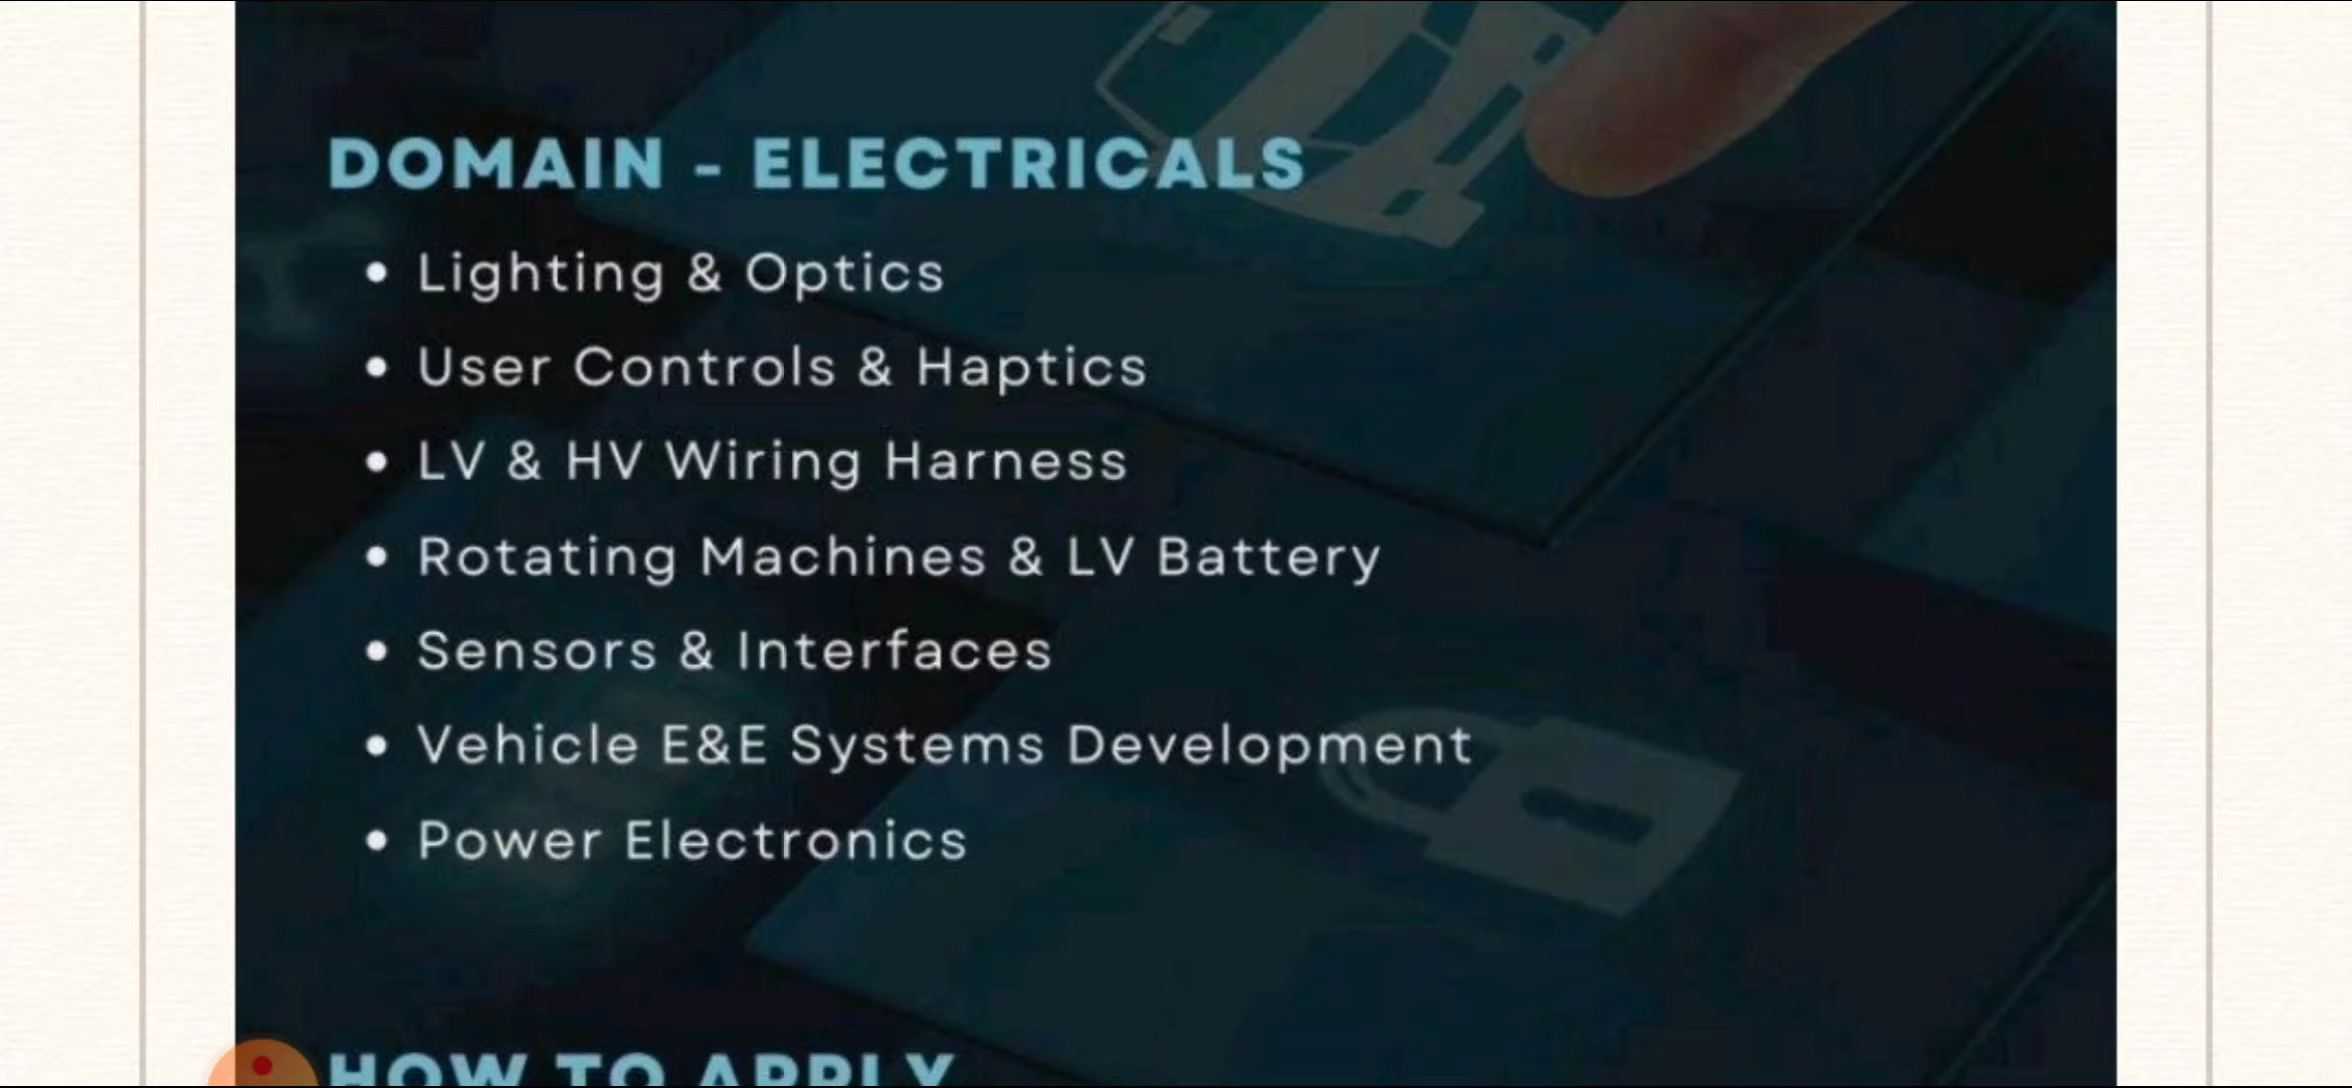 DOMAIN - ELECTRICALS
• Lighting & Optics
• User Controls & Haptics
• LV & HV Wiring Harness
• Rotating Machines & LV Battery
• Sensors & Interfaces
• Vehicle E&E Systems Development
• Power Electronics
HOW TO APPLY